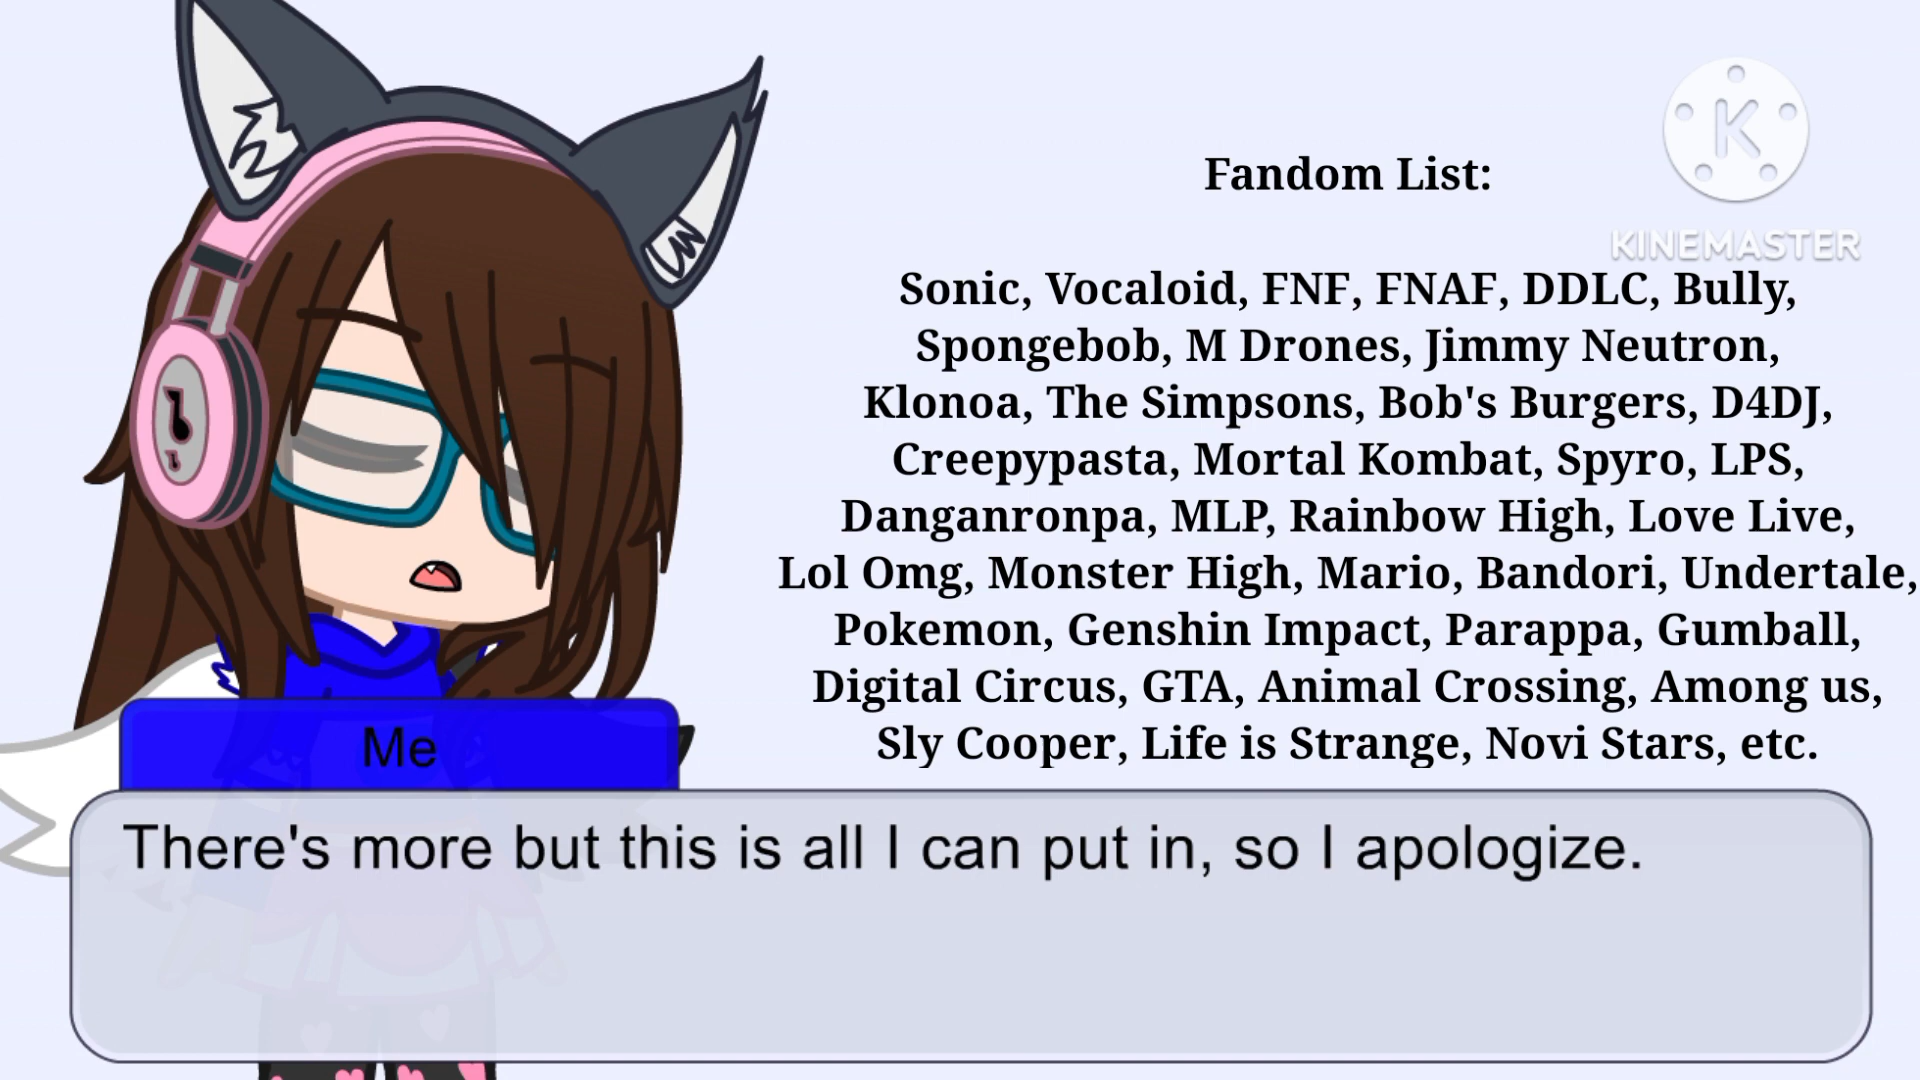 Fandom List:
K
KINEMASTER
Sonic, Vocaloid, FNF, FNAF, DDLC, Bully,
Spongebob, M Drones, Jimmy Neutron,
Klonoa, The Simpsons, Bob's Burgers, D4DJ,
Creepypasta, Mortal Kombat, Spyro, LPS,
Danganronpa, MLP, Rainbow High, Love Live,
Lol Omg, Monster High, Mario, Bandori, Undertale,
Pokemon, Genshin Impact, Parappa, Gumball,
Digital Circus, GTA, Animal Crossing, Among us,
Sly Cooper, Life is Strange, Novi Stars, etc.
Me
There's more but this is all I can put in, so I apologize.